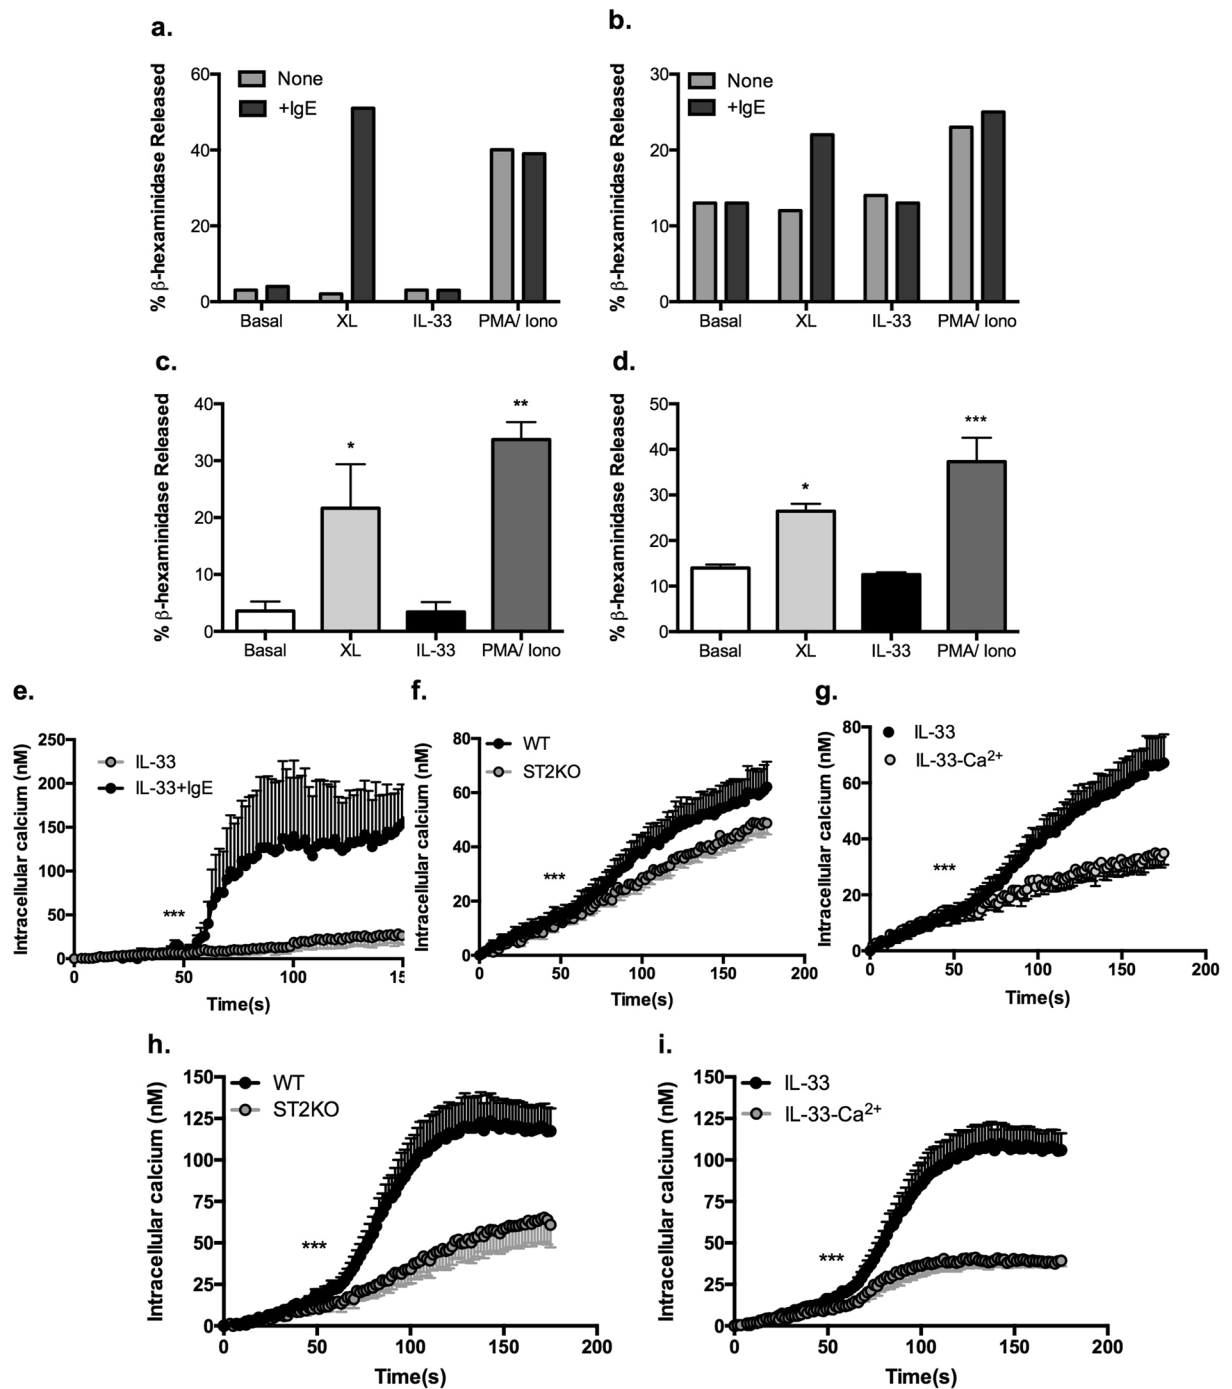 a.
% β-hexaminidase Released
60
40
20
0
None
+IgE
Basal XL IL-33 PMA/ Iono
b.
% β-hexaminidase Released
30
20
10
0
None
+IgE
Basal XL IL-33 PMA/ Iono
c.
% β-hexaminidase Released
40
30
20
10
0
*
**
Basal XL IL-33 PMA/ Iono
d.
% β-hexaminidase Released
50
40
30
20
10
0
*
***
Basal XL IL-33 PMA/ Iono
e.
Intracellular calcium (nM)
250
200
150
100
50
0
IL-33
IL-33+IgE
***
0 50 100 15
Time(s)
f.
Intracellular calcium (nM)
80
60
40
20
0
WT
ST2KO
***
0 50 100 150 200
Time(s)
g.
Intracellular calcium (nM)
80
60
40
20
0
IL-33
IL-33-Ca²⁺
***
0 50 100 150 200
Time(s)
h.
Intracellular calcium (nM)
150
125
100
75
50
25
0
WT
ST2KO
***
0 50 100 150 200
Time(s)
i.
Intracellular calcium (nM)
150
125
100
75
50
25
0
IL-33
IL-33-Ca²⁺
***
0 50 100 150 200
Time(s)